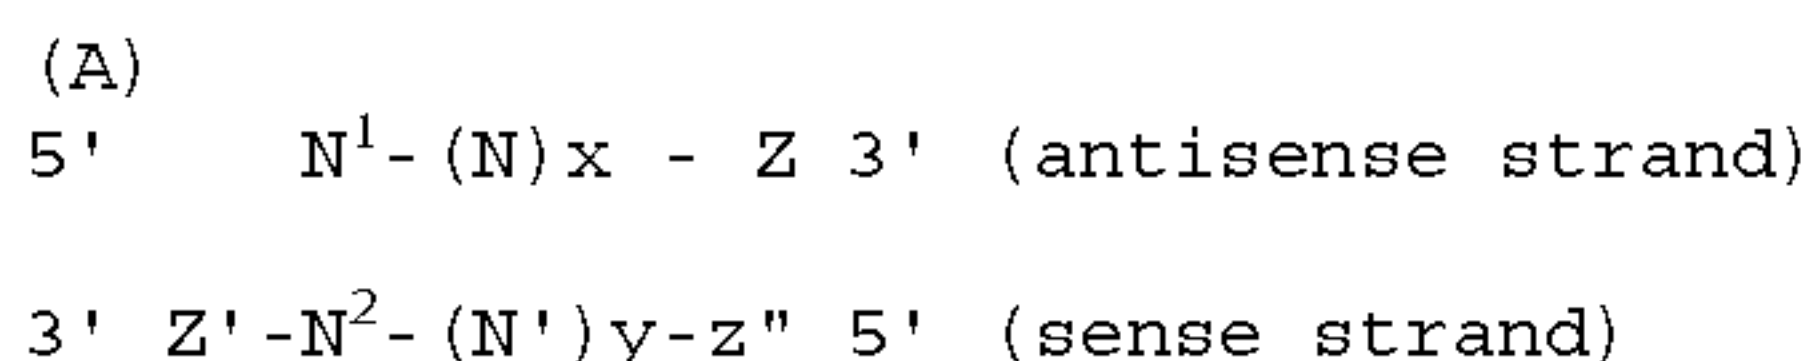 (A)
5' N¹-(N)x - Z 3' (antisense strand)
3' Z'-N²-(N')y-z" 5' (sense strand)